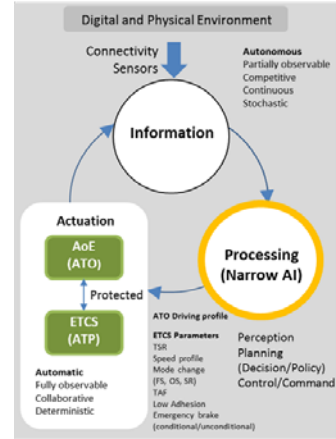 Digital and Physical Environment
Connectivity
Sensors
Autonomous
Partially observable
Competitive
Continuous
Stochastic
Information
Actuation
AoE
(ATO)
Protected
ETCS
(ATP)
Automatic
Fully observable
Collaborative
Deterministic
Processing
(Narrow AI)
ATO Driving profile
ETCS Parameters
TSR
Speed profile
Mode change
(FS, OS, SR)
TAF
Low Adhesion
Emergency brake
(conditional/unconditional)
Perception
Planning
(Decision/Policy)
Control/Command